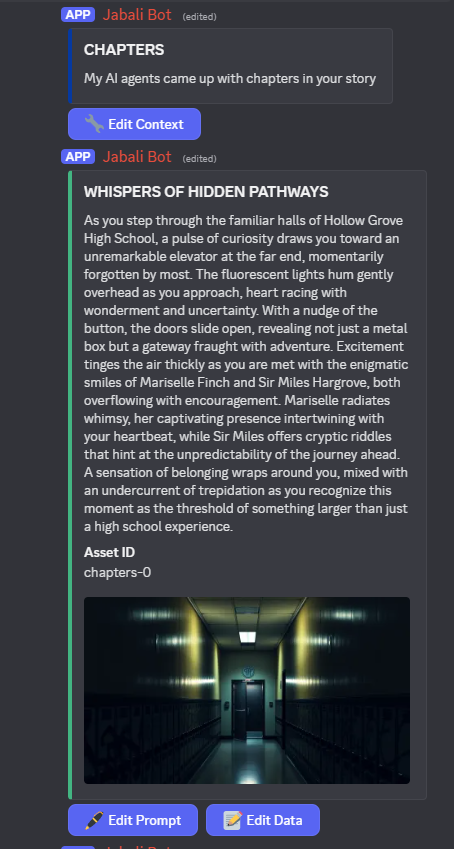 APP Jabali Bot (edited)
CHAPTERS
My AI agents came up with chapters in your story
Edit Context
APP Jabali Bot (edited)
WHISPERS OF HIDDEN PATHWAYS
As you step through the familiar halls of Hollow Grove
High School, a pulse of curiosity draws you toward an
unremarkable elevator at the far end, momentarily
forgotten by most. The fluorescent lights hum gently
overhead as you approach, heart racing with
wonderment and uncertainty. With a nudge of the
button, the doors slide open, revealing not just a metal
box but a gateway fraught with adventure. Excitement
tinges the air thickly as you are met with the enigmatic
smiles of Mariselle Finch and Sir Miles Hargrove, both
overflowing with encouragement. Mariselle radiates
whimsy, her captivating presence intertwining with
your heartbeat, while Sir Miles offers cryptic riddles
that hint at the unpredictability of the journey ahead.
A sensation of belonging wraps around you, mixed with
an undercurrent of trepidation as you recognize this
moment as the threshold of something larger than just
a high school experience.
Asset ID
chapters-0
Edit Prompt
Edit Data